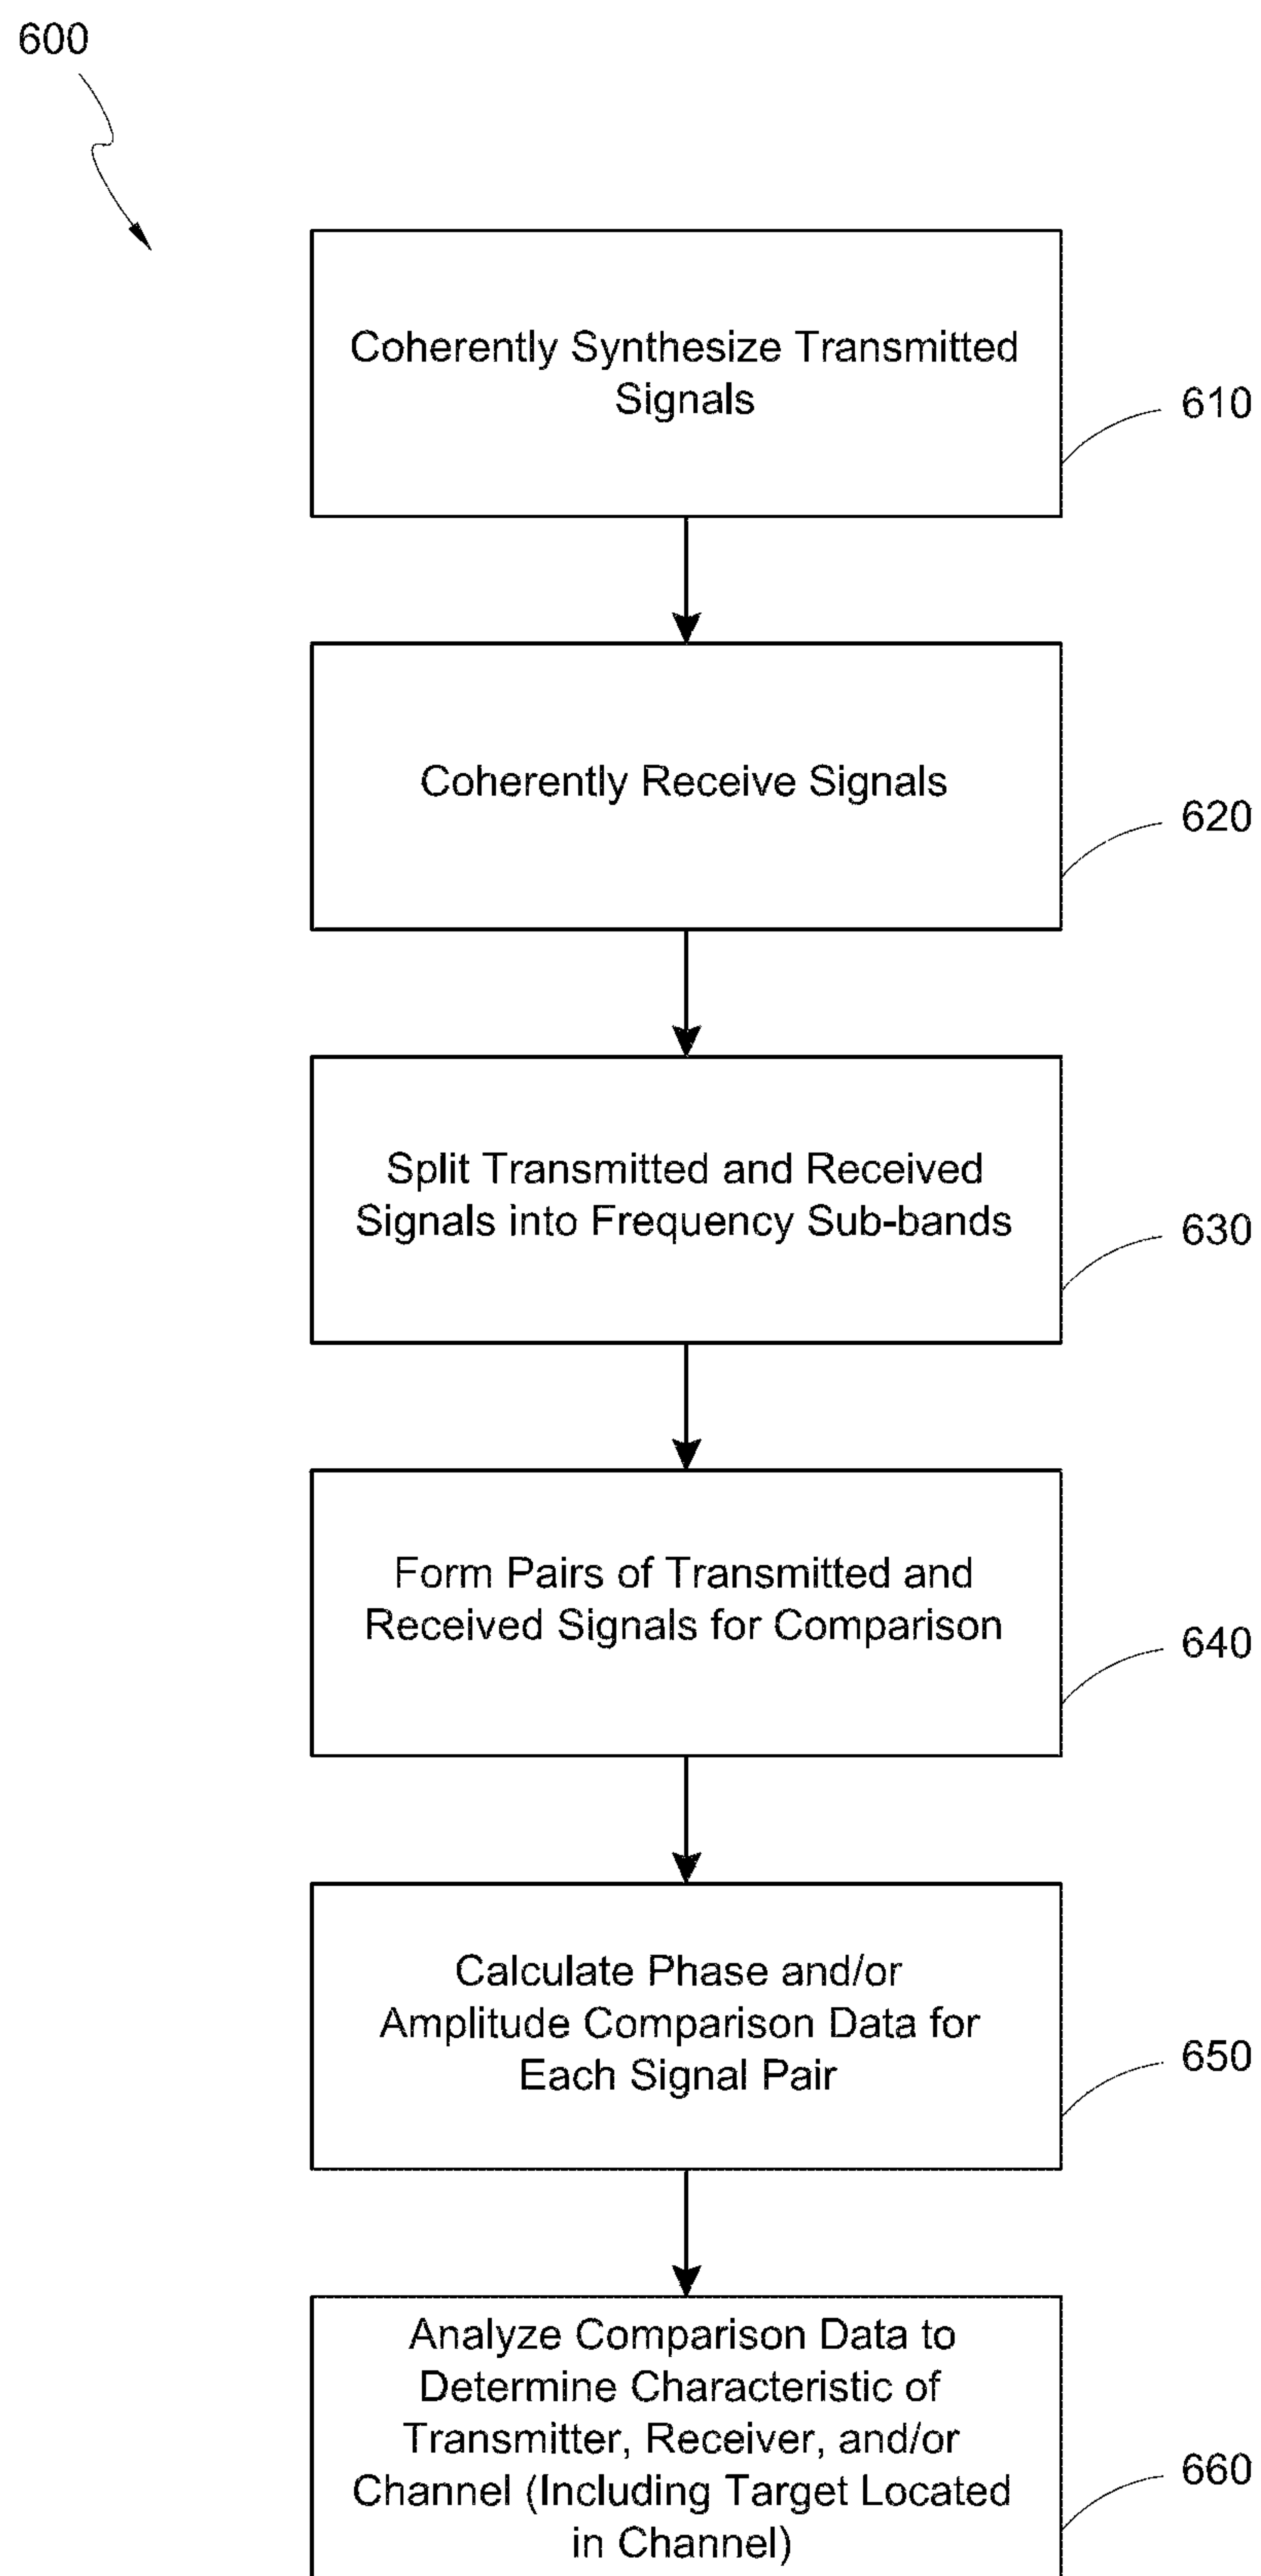 600
Coherently Synthesize Transmitted
Signals
610
Coherently Receive Signals
620
Split Transmitted and Received
Signals into Frequency Sub-bands
630
Form Pairs of Transmitted and
Received Signals for Comparison
640
Calculate Phase and/or
Amplitude Comparison Data for
Each Signal Pair
650
Analyze Comparison Data to
Determine Characteristic of
Transmitter, Receiver, and/or
Channel (Including Target Located
in Channel)
660